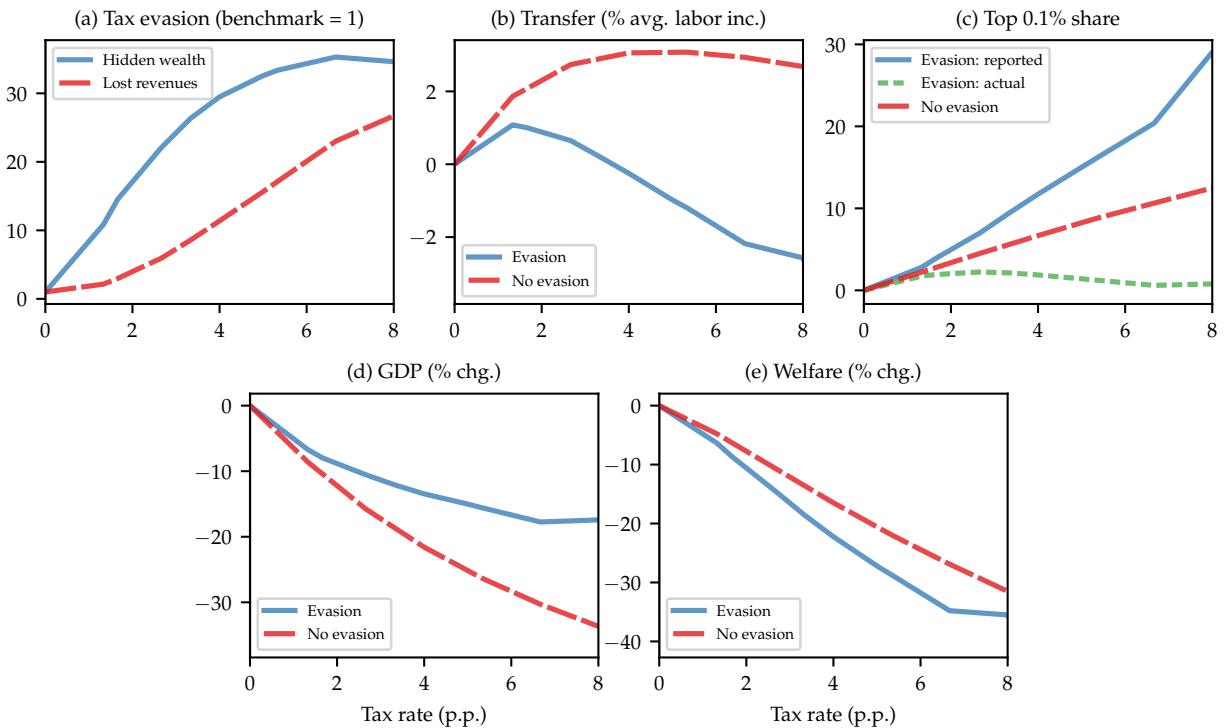 (a) Tax evasion (benchmark = 1)
Hidden wealth
Lost revenues
30
20
10
0
0 2 4 6 8
(b) Transfer (% avg. labor inc.)
2
0
−2
Evasion
No evasion
0 2 4 6 8
(c) Top 0.1% share
Evasion: reported
Evasion: actual
No evasion
30
20
10
0
0 2 4 6 8
(d) GDP (% chg.)
0
−10
−20
−30
Evasion
No evasion
0 2 4 6 8
Tax rate (p.p.)
(e) Welfare (% chg.)
0
−10
−20
−30
−40
Evasion
No evasion
0 2 4 6 8
Tax rate (p.p.)